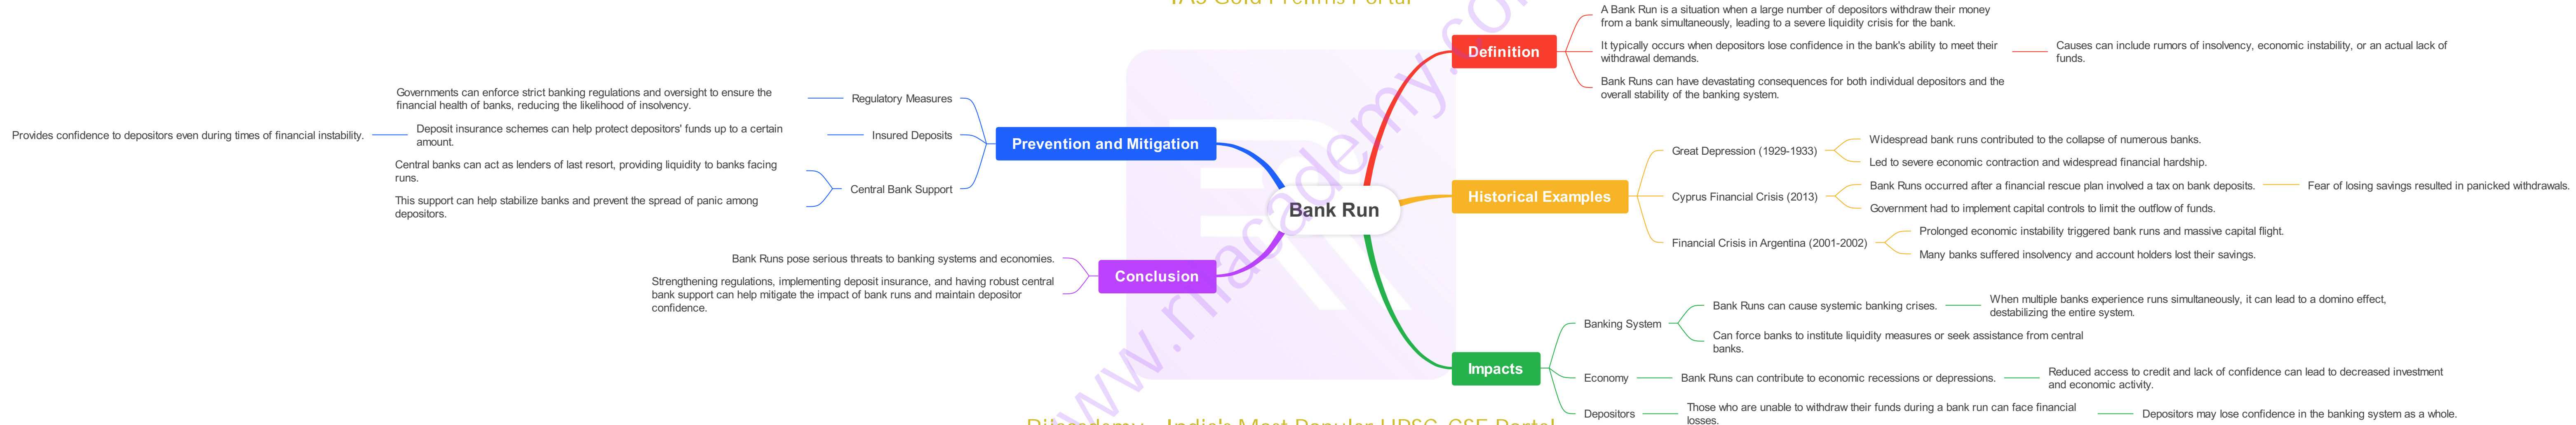 IAS Gold Prelims Portal
Bank Run
Definition
A Bank Run is a situation when a large number of depositors withdraw their money
from a bank simultaneously, leading to a severe liquidity crisis for the bank.
It typically occurs when depositors lose confidence in the bank's ability to meet their
withdrawal demands.
Causes can include rumors of insolvency, economic instability, or an actual lack of
funds.
Bank Runs can have devastating consequences for both individual depositors and the
overall stability of the banking system.
Historical Examples
Great Depression (1929-1933)
Widespread bank runs contributed to the collapse of numerous banks.
Led to severe economic contraction and widespread financial hardship.
Cyprus Financial Crisis (2013)
Bank Runs occurred after a financial rescue plan involved a tax on bank deposits.
Fear of losing savings resulted in panicked withdrawals.
Government had to implement capital controls to limit the outflow of funds.
Financial Crisis in Argentina (2001-2002)
Prolonged economic instability triggered bank runs and massive capital flight.
Many banks suffered insolvency and account holders lost their savings.
Impacts
Banking System
Bank Runs can cause systemic banking crises.
When multiple banks experience runs simultaneously, it can lead to a domino effect,
destabilizing the entire system.
Can force banks to institute liquidity measures or seek assistance from central
banks.
Economy
Bank Runs can contribute to economic recessions or depressions.
Reduced access to credit and lack of confidence can lead to decreased investment
and economic activity.
Depositors
Those who are unable to withdraw their funds during a bank run can face financial
losses.
Depositors may lose confidence in the banking system as a whole.
Prevention and Mitigation
Regulatory Measures
Governments can enforce strict banking regulations and oversight to ensure the
financial health of banks, reducing the likelihood of insolvency.
Insured Deposits
Deposit insurance schemes can help protect depositors' funds up to a certain
amount.
Provides confidence to depositors even during times of financial instability.
Central Bank Support
Central banks can act as lenders of last resort, providing liquidity to banks facing
runs.
This support can help stabilize banks and prevent the spread of panic among
depositors.
Conclusion
Bank Runs pose serious threats to banking systems and economies.
Strengthening regulations, implementing deposit insurance, and having robust central
bank support can help mitigate the impact of bank runs and maintain depositor
confidence.
India's Most Popular UPSC-CSE Portal